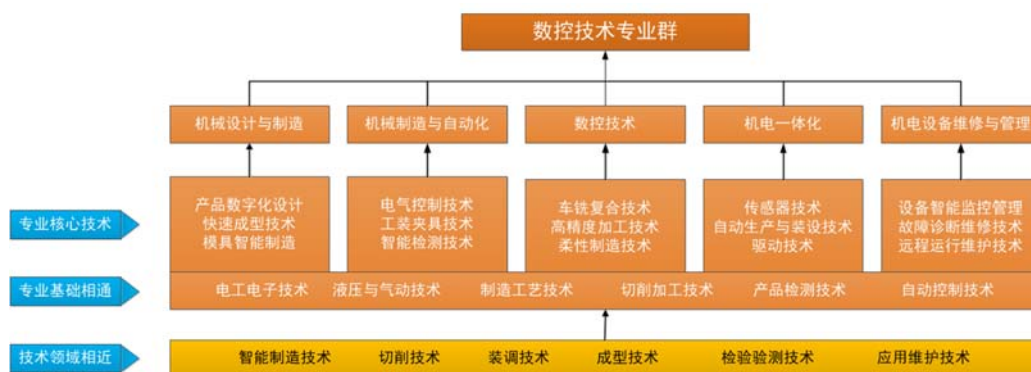 数控技术专业群
机械设计与制造
机械制造与自动化
数控技术
机电一体化
机电设备维修与管理
专业核心技术
产品数字化设计
快速成型技术
模具智能制造
电气控制技术
工装夹具技术
智能检测技术
车铣复合技术
高精度加工技术
柔性制造技术
传感器技术
自动生产与装设技术
驱动技术
设备智能监控管理
故障诊断维修技术
远程运行维护技术
专业基础相通
电工电子技术 液压与气动技术 制造工艺技术 切削加工技术 产品检测技术 自动控制技术
技术领域相近
智能制造技术 切削技术 装调技术 成型技术 检验验测技术 应用维护技术